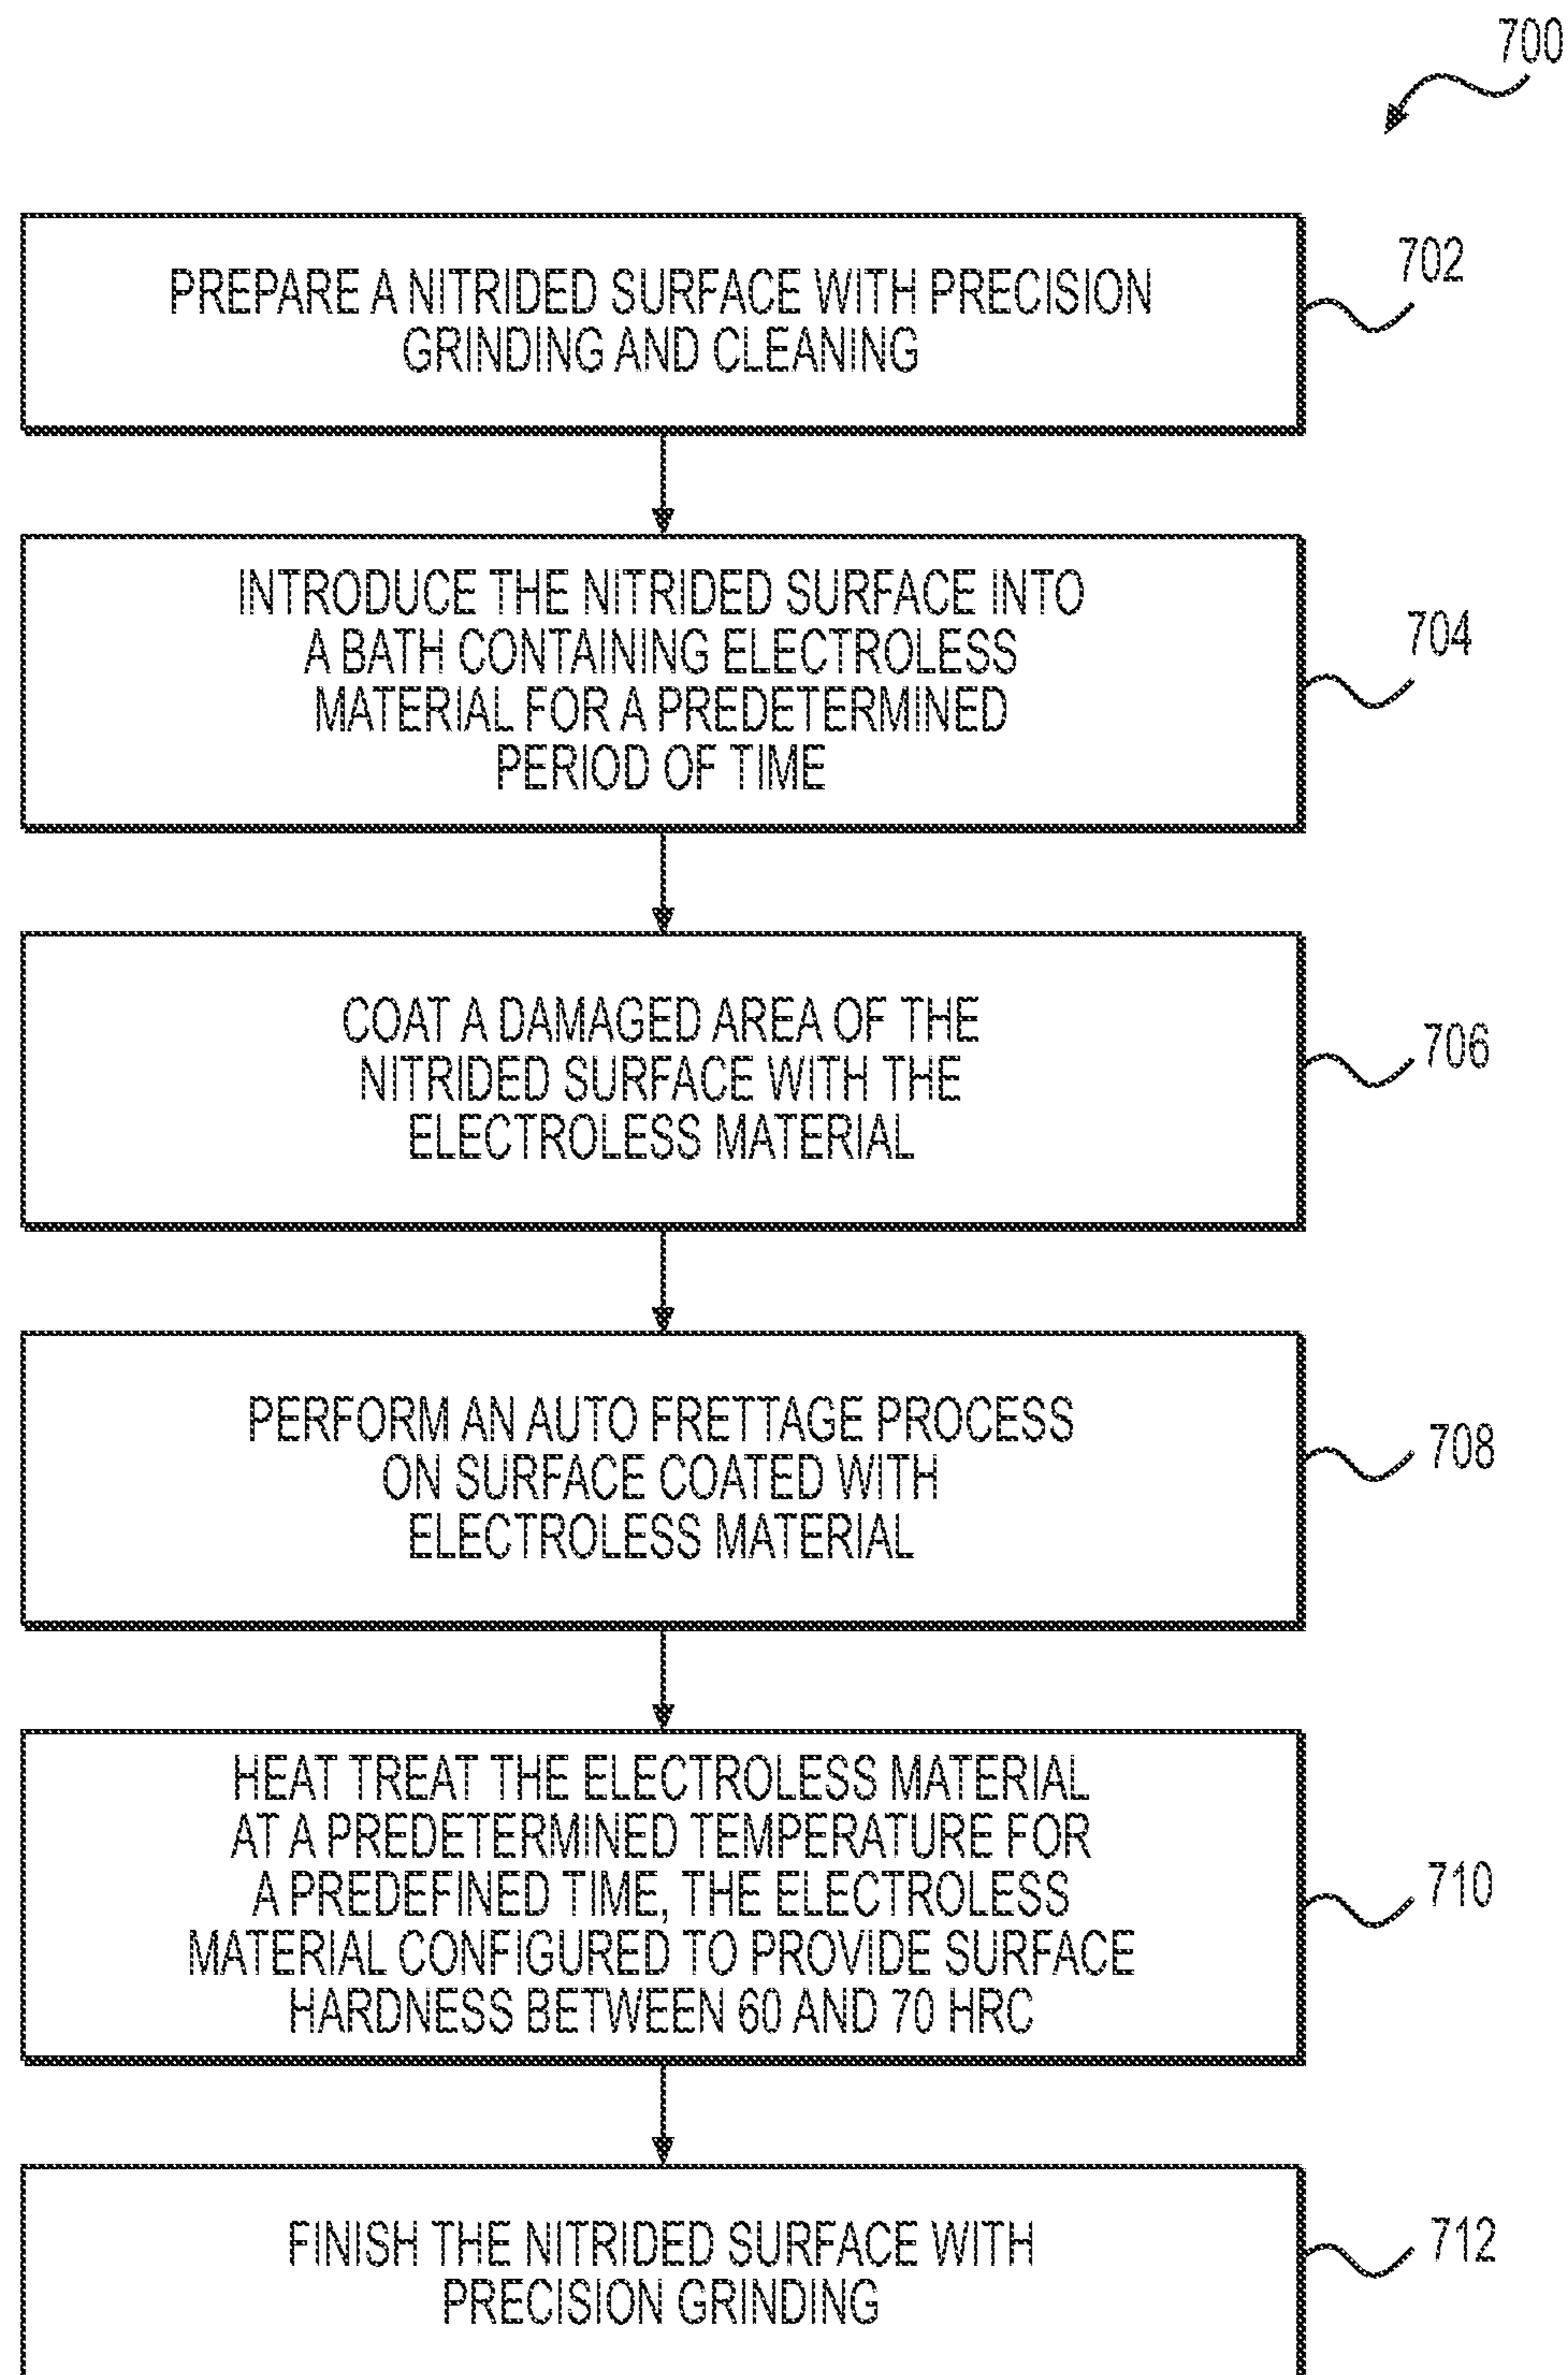 700
PREPARE A NITRIDED SURFACE WITH PRECISION
GRINDING AND CLEANING
702
INTRODUCE THE NITRIDED SURFACE INTO
A BATH CONTAINING ELECTROLESS
MATERIAL FOR A PREDETERMINED
PERIOD OF TIME
704
COAT A DAMAGED AREA OF THE
NITRIDED SURFACE WITH THE
ELECTROLESS MATERIAL
706
PERFORM AN AUTO FRETTAGE PROCESS
ON SURFACE COATED WITH
ELECTROLESS MATERIAL
708
HEAT TREAT THE ELECTROLESS MATERIAL
AT A PREDETERMINED TEMPERATURE FOR
A PREDEFINED TIME, THE ELECTROLESS
MATERIAL CONFIGURED TO PROVIDE SURFACE
HARDNESS BETWEEN 60 AND 70 HRC
710
FINISH THE NITRIDED SURFACE WITH
PRECISION GRINDING
712